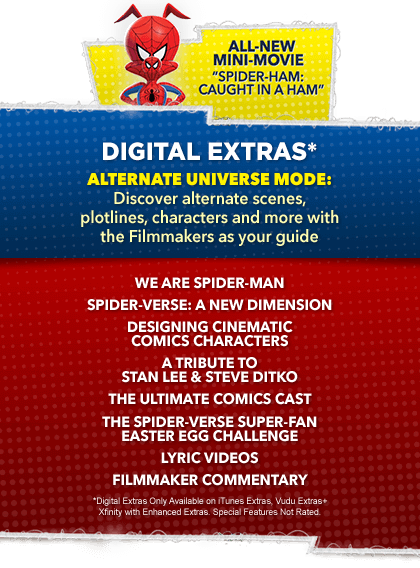 ALL-NEW
MINI-MOVIE
“SPIDER-HAM:
CAUGHT IN A HAM”
DIGITAL EXTRAS*
ALTERNATE UNIVERSE MODE:
Discover alternate scenes,
plotlines, characters and more with
the Filmmakers as your guide
WE ARE SPIDER-MAN
SPIDER-VERSE: A NEW DIMENSION
DESIGNING CINEMATIC
COMICS CHARACTERS
A TRIBUTE TO
STAN LEE & STEVE DITKO
THE ULTIMATE COMICS CAST
THE SPIDER-VERSE SUPER-FAN
EASTER EGG CHALLENGE
LYRIC VIDEOS
FILMMAKER COMMENTARY
*Digital Extras Only Available on iTunes Extras, Vudu Extras+
Xfinity with Enhanced Extras. Special Features Not Rated.